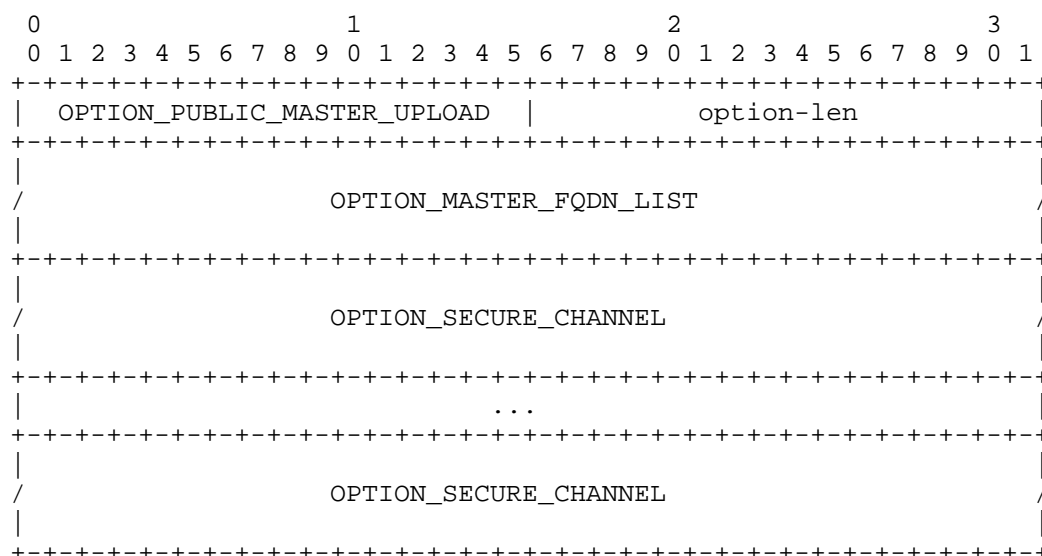 0                   1                   2                   3
 0 1 2 3 4 5 6 7 8 9 0 1 2 3 4 5 6 7 8 9 0 1 2 3 4 5 6 7 8 9 0 1
+-+-+-+-+-+-+-+-+-+-+-+-+-+-+-+-+-+-+-+-+-+-+-+-+-+-+-+-+-+-+-+-+
|  OPTION_PUBLIC_MASTER_UPLOAD  |          option-len           |
+-+-+-+-+-+-+-+-+-+-+-+-+-+-+-+-+-+-+-+-+-+-+-+-+-+-+-+-+-+-+-+-+
|                                                               |
/                   OPTION_MASTER_FQDN_LIST                     /
|                                                               |
+-+-+-+-+-+-+-+-+-+-+-+-+-+-+-+-+-+-+-+-+-+-+-+-+-+-+-+-+-+-+-+-+
|                                                               |
/                   OPTION_SECURE_CHANNEL                       /
|                                                               |
+-+-+-+-+-+-+-+-+-+-+-+-+-+-+-+-+-+-+-+-+-+-+-+-+-+-+-+-+-+-+-+-+
|                             ...                               |
+-+-+-+-+-+-+-+-+-+-+-+-+-+-+-+-+-+-+-+-+-+-+-+-+-+-+-+-+-+-+-+-+
|                                                               |
/                   OPTION_SECURE_CHANNEL                       /
|                                                               |
+-+-+-+-+-+-+-+-+-+-+-+-+-+-+-+-+-+-+-+-+-+-+-+-+-+-+-+-+-+-+-+-+